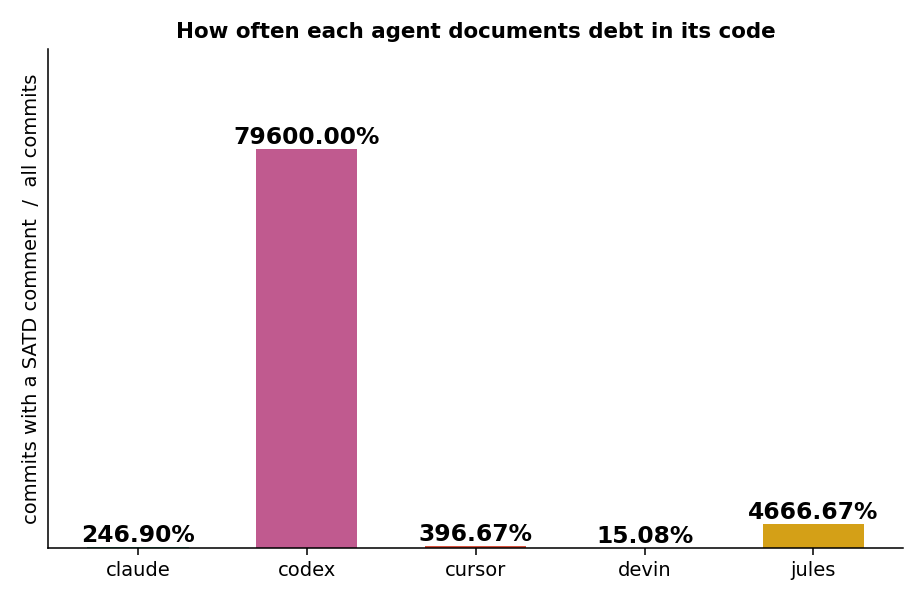 How often each agent documents debt in its code
commits with a SATD comment / all commits
79600.00%
4666.67%
246.90%
396.67%
15.08%
claude
codex
cursor
devin
jules